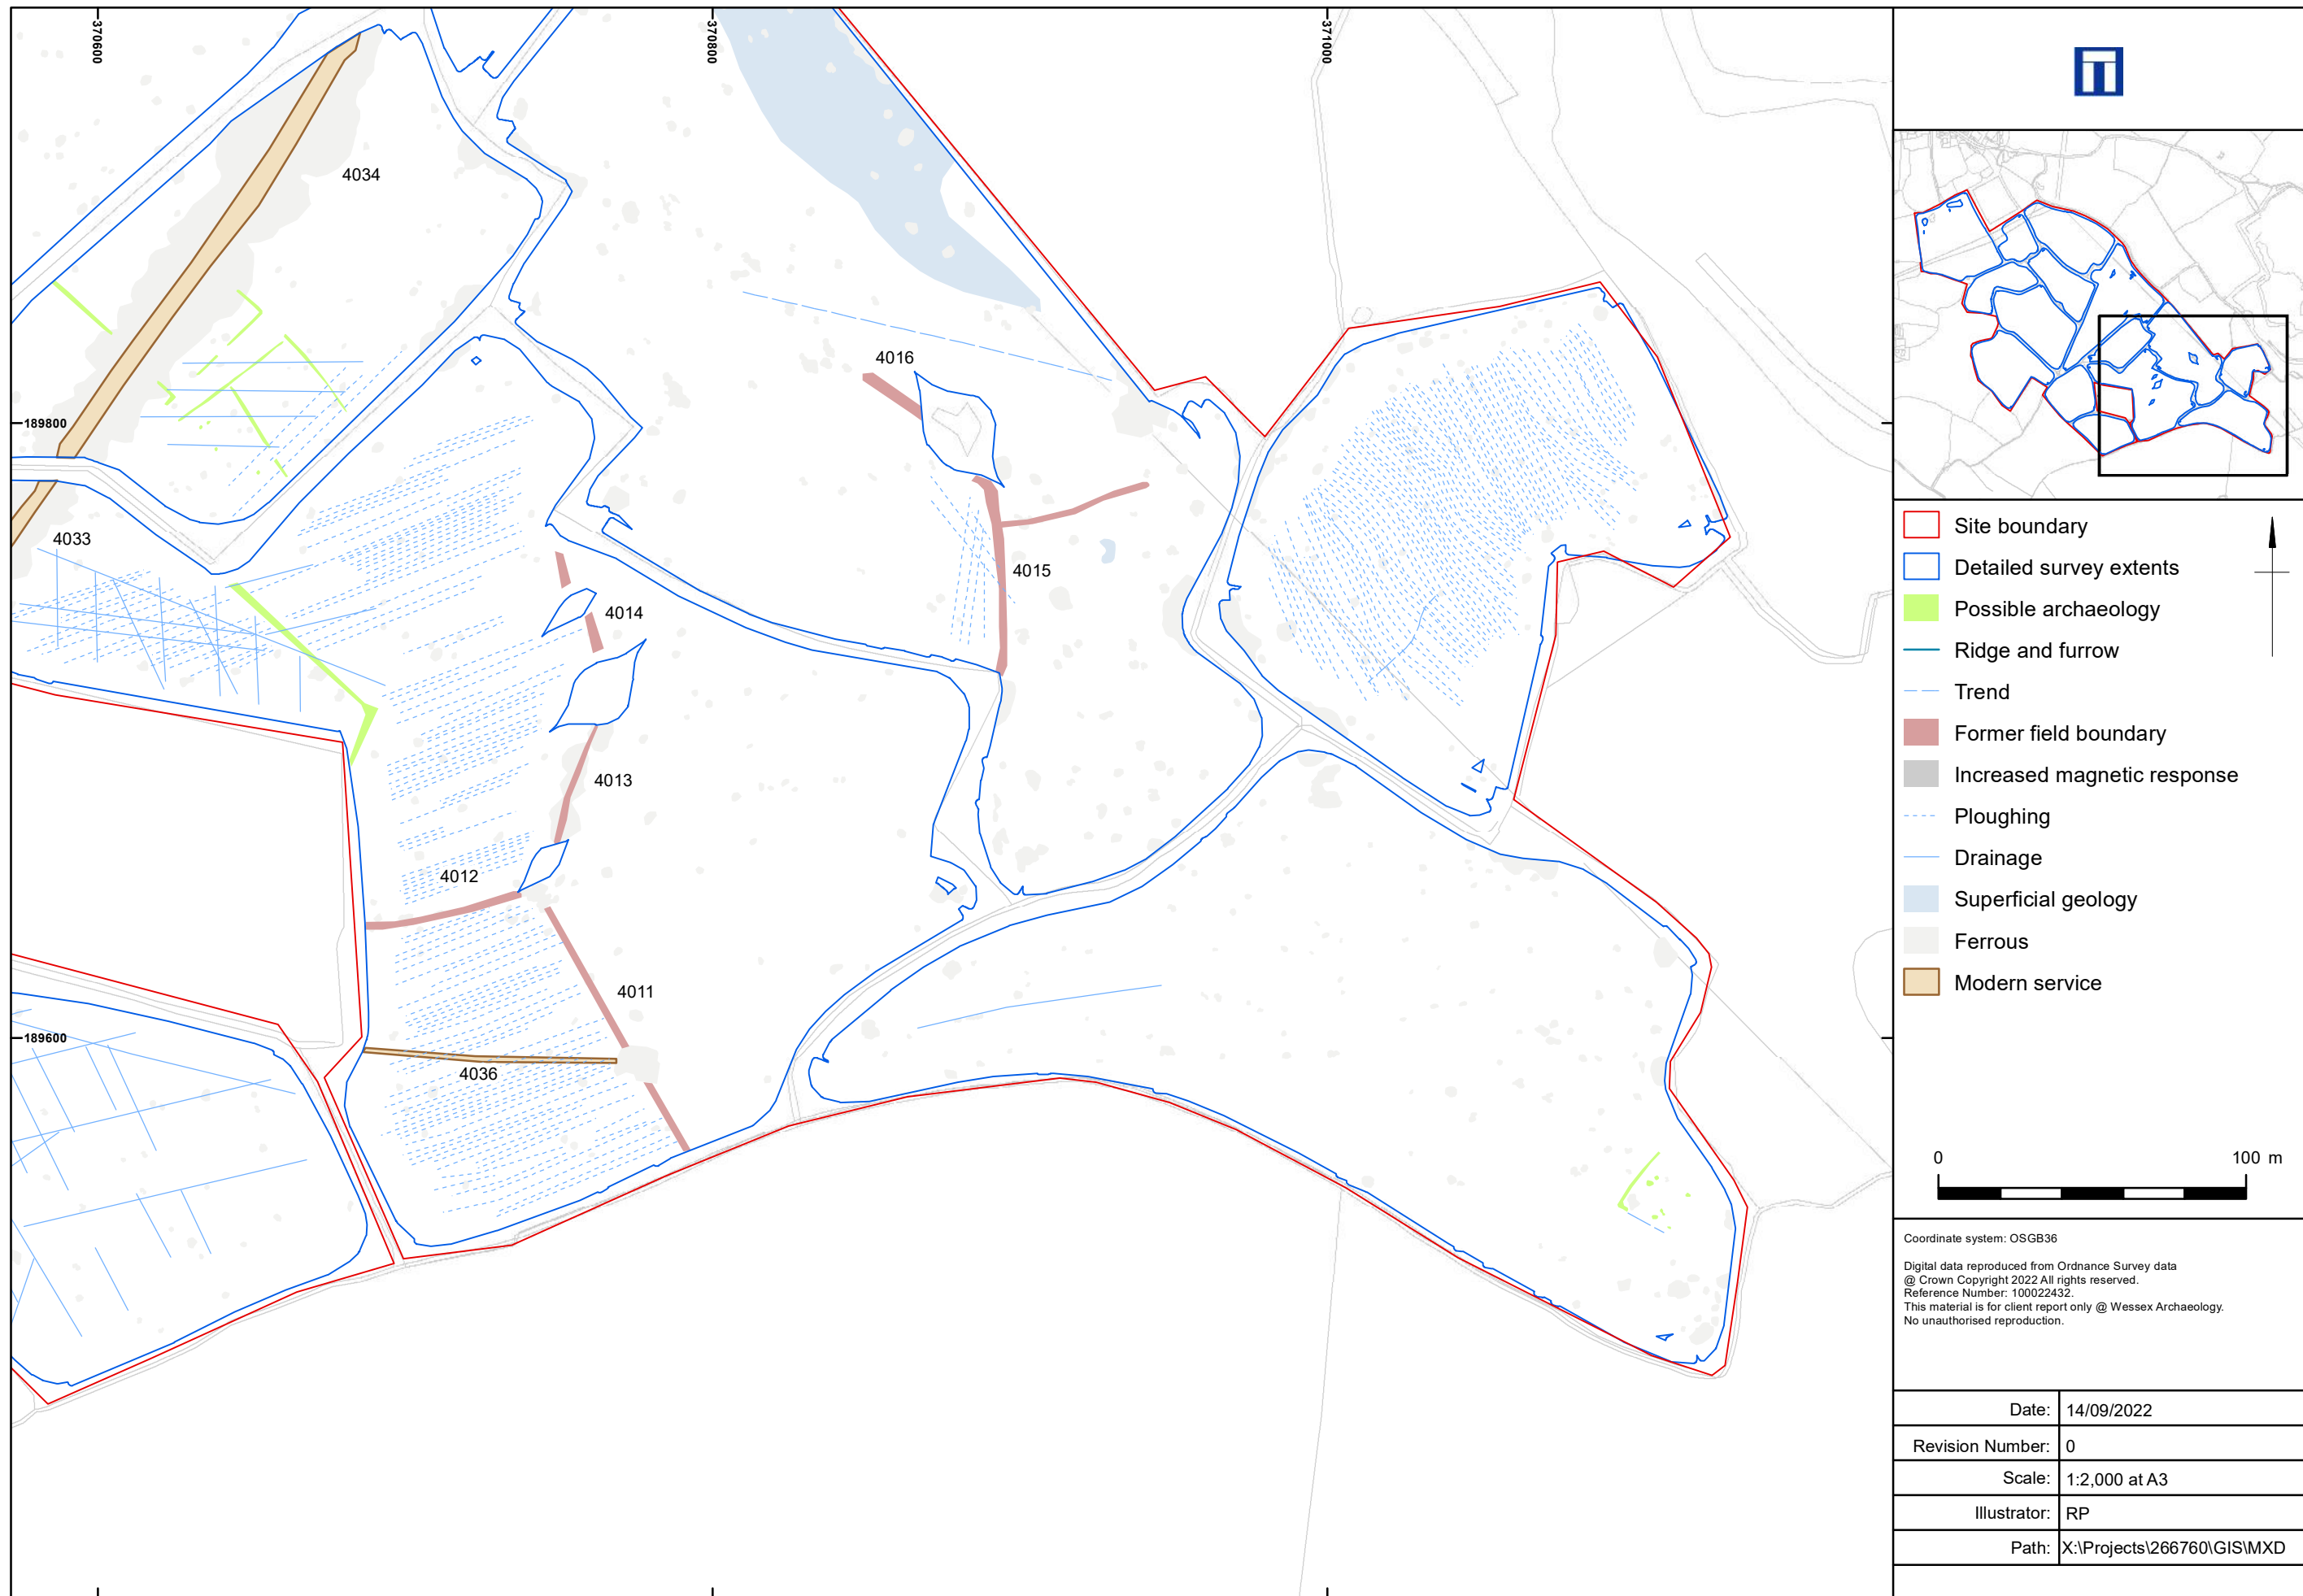 370600
370800
371000
4034
4016
189800
4033
4015
4014
4013
4012
4011
189600
4036
Site boundary
Detailed survey extents
Possible archaeology
Ridge and furrow
Trend
Former field boundary
Increased magnetic response
Ploughing
Drainage
Superficial geology
Ferrous
Modern service
0 100 m
Coordinate system: OSGB36
Digital data reproduced from Ordnance Survey data
@ Crown Copyright 2022 All rights reserved.
Reference Number: 100022432.
This material is for client report only @ Wessex Archaeology.
No unauthorised reproduction.
Date: 14/09/2022
Revision Number: 0
Scale: 1:2,000 at A3
Illustrator: RP
Path: X:\Projects\266760\GIS\MXD